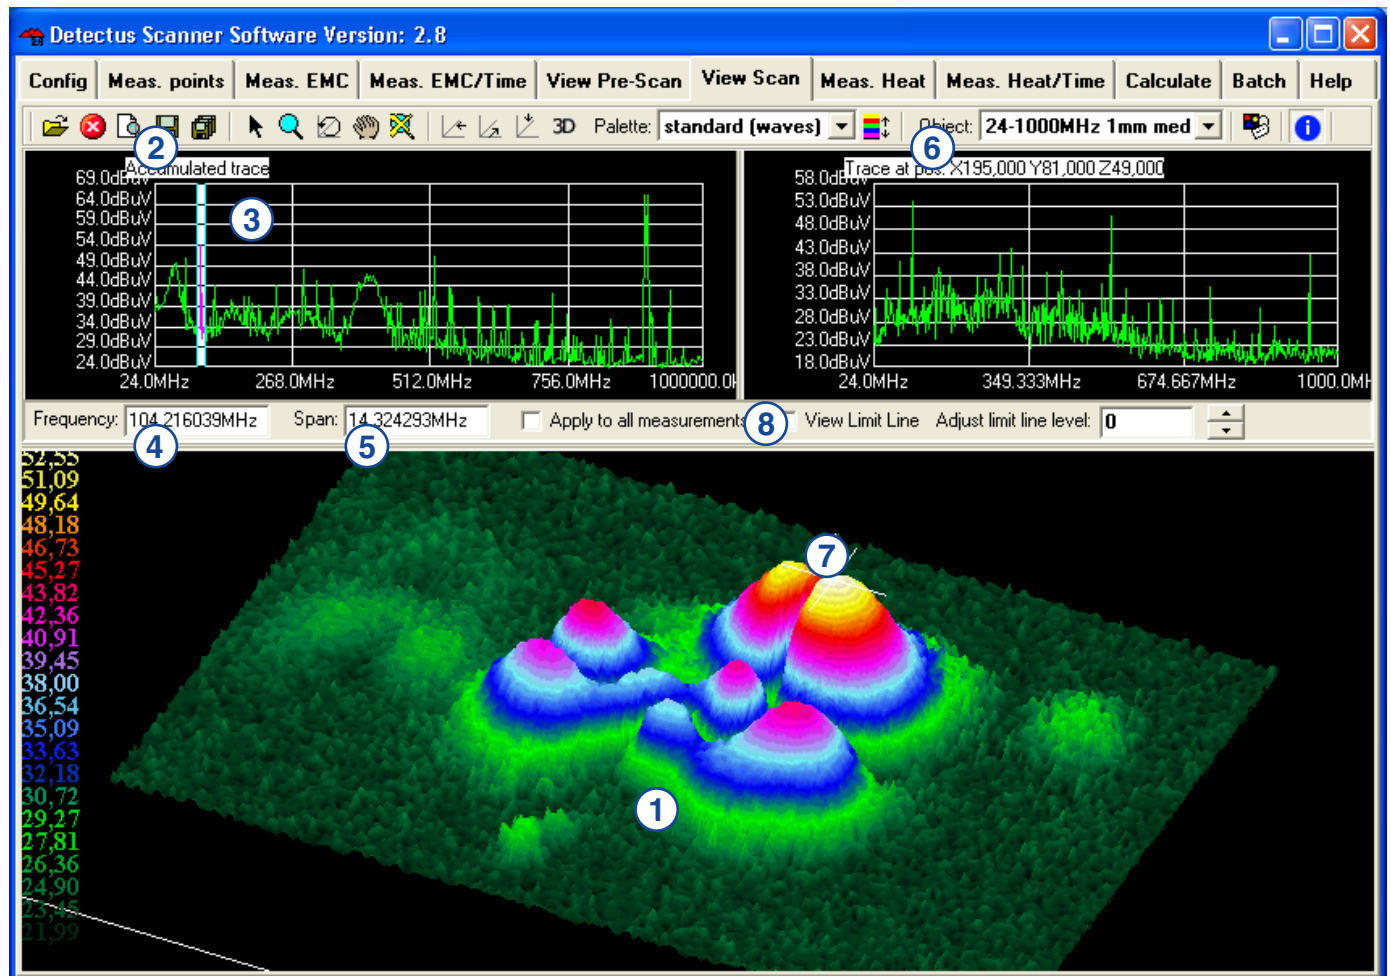 Detectus Scanner Software Version: 2.8
Config Meas. points Meas. EMC Meas. EMC/Time View Pre-Scan View Scan Meas. Heat Meas. Heat/Time Calculate Batch Help
3D Palette: standard (waves) Object: 24-1000MHz 1mm med
2
6
Accumulated trace
69.0dBuV
64.0dBuV
59.0dBuV
54.0dBuV
49.0dBuV
44.0dBuV
39.0dBuV
34.0dBuV
29.0dBuV
24.0dBuV
3
24.0MHz 268.0MHz 512.0MHz 756.0MHz 1000000.0
Trace at pos. X195,000 Y81,000 Z49,000
58.0dBuV
53.0dBuV
48.0dBuV
43.0dBuV
38.0dBuV
33.0dBuV
28.0dBuV
23.0dBuV
18.0dBuV
24.0MHz 349.333MHz 674.667MHz 1000.0MH
Frequency: 104,216039MHz Span: 14,324293MHz Apply to all measurements View Limit Line Adjust limit line level: 0
4
5
8
52,55
51,09
49,64
48,18
46,73
45,27
43,82
42,36
40,91
39,45
38,00
36,54
35,09
33,63
32,18
30,72
29,27
27,81
26,36
24,90
23,45
21,99
7
1